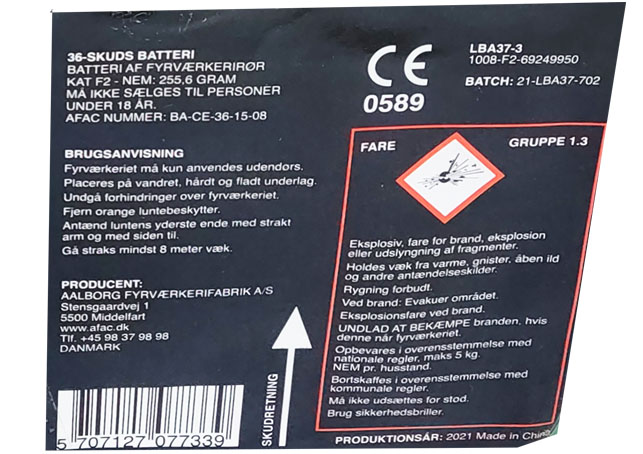 36-SKUDS BATTERI
BATTERI AF FYRVÆRKERIRØR
KAT F2 - NEM: 255,6 GRAM
MÅ IKKE SÆLGES TIL PERSONER
UNDER 18 ÅR.
AFAC NUMMER: BA-CE-36-15-08
BRUGSANVISNING
Fyrværkeriet må kun anvendes udendørs.
Placeres på vandret, hårdt og fladt underlag.
Undgå forhindringer over fyrværkeriet.
Fjern orange luntebeskytter.
Antænd luntens yderste ende med strakt
arm og med siden til.
Gå straks mindst 8 meter væk.
PRODUCENT:
AALBORG FYRVÆRKERIFABRIK A/S
Stensgaardvej 1
5500 Middelfart
www.afac.dk
Tlf. +45 98 37 98 98
DANMARK
5 707127 077339
SKUDRETNING
CE
0589
LBA37-3
1008-F2-69249950
BATCH: 21-LBA37-702
FARE
GRUPPE 1.3
Eksplosiv, fare for brand, eksplosion
eller udslyngning af fragmenter.
Holdes væk fra varme, gnister, åben ild
og andre antændelseskilder.
Rygning forbudt.
Ved brand: Evakuer området.
Eksplosionsfare ved brand.
UNDLAD AT BEKÆMPE branden, hvis
denne når fyrværkeriet.
Opbevares i overensstemmelse med
nationale regler, maks 5 kg.
NEM pr. husstand.
Bortskaffes i overensstemmelse med
kommunale regler.
Må ikke udsættes for stød.
Brug sikkerhedsbriller.
PRODUKTIONSÅR: 2021 Made in China